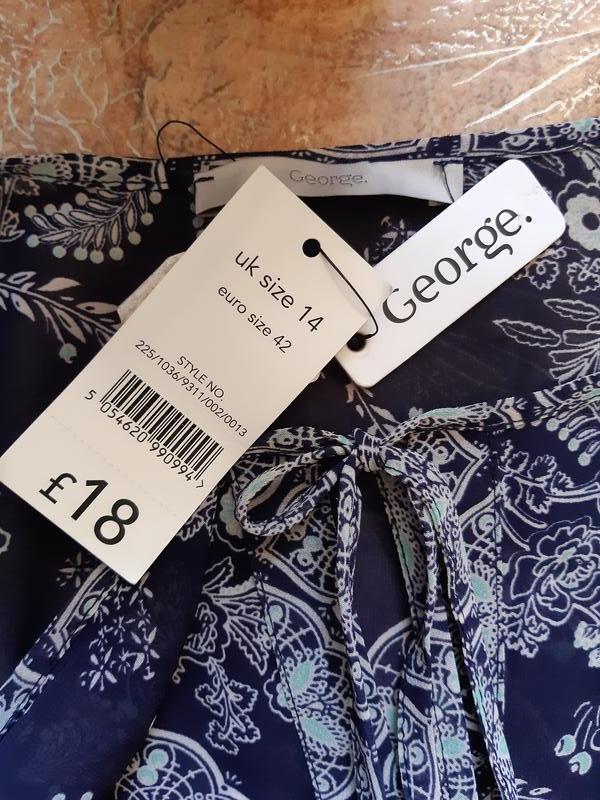 George.
George.
uk size 14
euro size 42
STYLE NO.
225/1036/9311/002/0013
5 054620 990994 >
£18